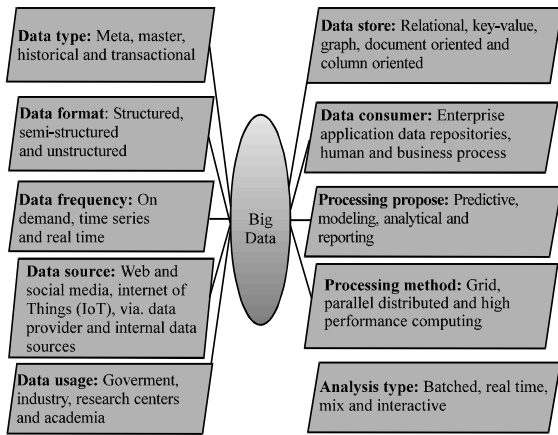 Data type: Meta, master,
historical and transactional
Data format: Structured,
semi-structured
and unstructured
Data frequency: On
demand, time series
and real time
Data source: Web and
social media, internet of
Things (IoT), via. data
provider and internal data
sources
Data usage: Goverment,
industry, research centers
and academia
Big
Data
Data store: Relational, key-value,
graph, document oriented and
column oriented
Data consumer: Enterprise
application data repositories,
human and business process
Processing propose: Predictive,
modeling, analytical and
reporting
Processing method: Grid,
parallel distributed and high
performance computing
Analysis type: Batched, real time,
mix and interactive